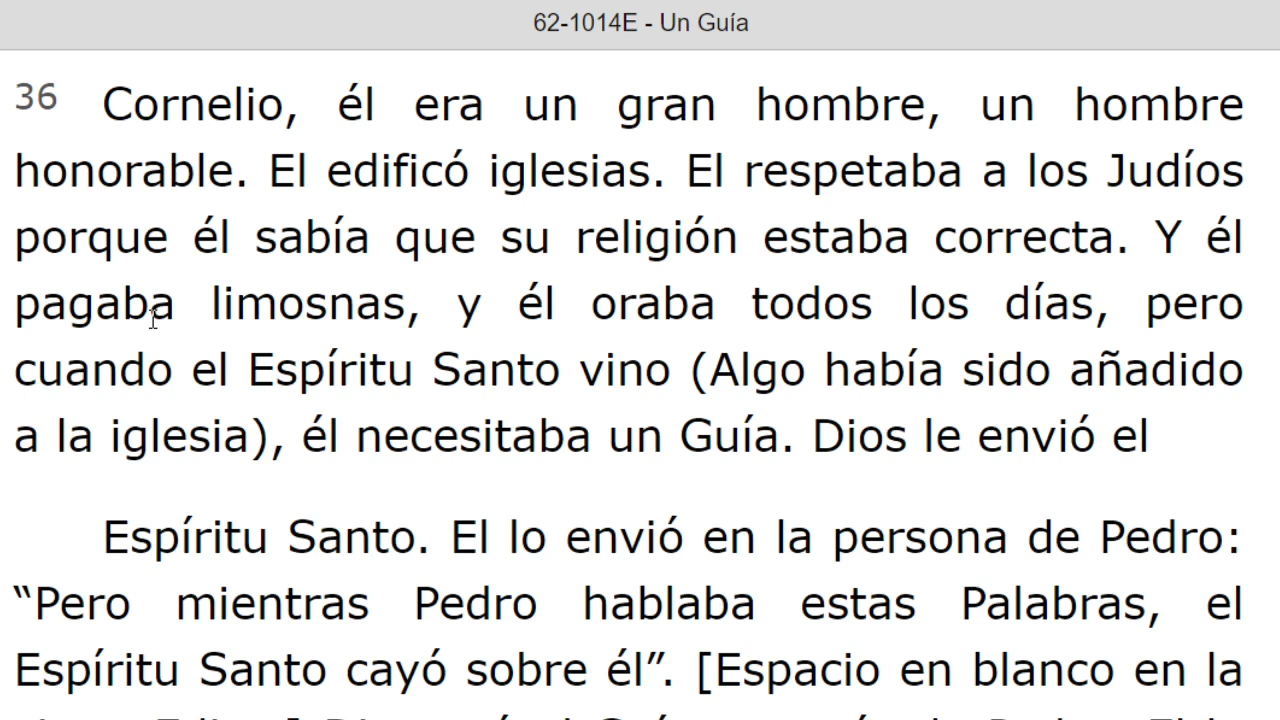 62-1014E - Un Guía
36 Cornelio, él era un gran hombre, un hombre
honorable. El edificó iglesias. El respetaba a los Judíos
porque él sabía que su religión estaba correcta. Y él
pagaba limosnas, y él oraba todos los días, pero
cuando el Espíritu Santo vino (Algo había sido añadido
a la iglesia), él necesitaba un Guía. Dios le envió el
Espíritu Santo. El lo envió en la persona de Pedro:
“Pero mientras Pedro hablaba estas Palabras, el
Espíritu Santo cayó sobre él”. [Espacio en blanco en la